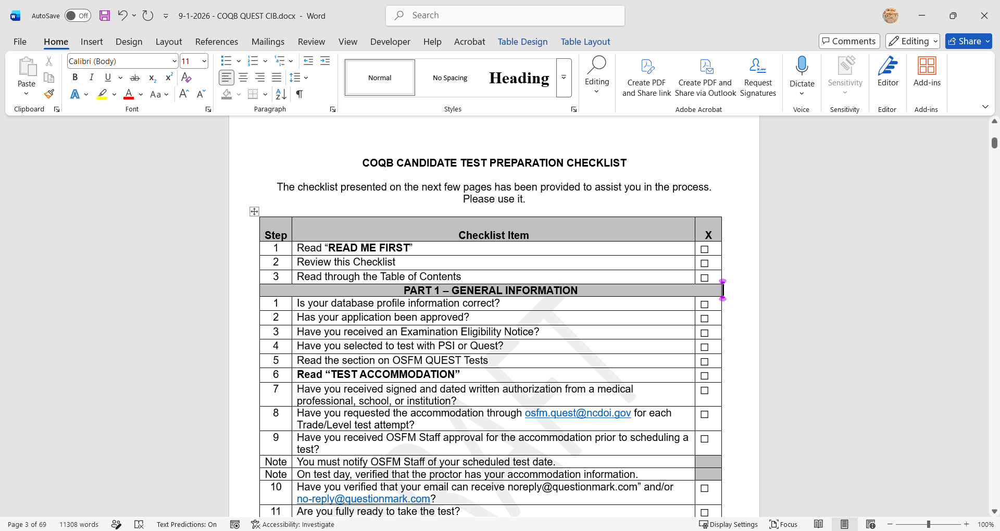 AutoSave Off 9-1-2026 - COQB QUEST CIB.docx - Word Search
File Home Insert Design Layout References Mailings Review View Developer Help Acrobat Table Design Table Layout Comments Editing Share
Calibri (Body) 11
Paste
Clipboard
Font
Paragraph
Normal
No Spacing
Heading
Styles
Editing
Create PDF and Share link
Create PDF and Share via Outlook
Request Signatures
Adobe Acrobat
Dictate
Voice
Sensitivity
Sensitivity
Editor
Editor
Add-ins
Add-ins
COQB CANDIDATE TEST PREPARATION CHECKLIST
The checklist presented on the next few pages has been provided to assist you in the process.
Please use it.
Step Checklist Item X
1 Read “READ ME FIRST” ☐
2 Review this Checklist ☐
3 Read through the Table of Contents ☐
PART 1 – GENERAL INFORMATION
1 Is your database profile information correct? ☐
2 Has your application been approved? ☐
3 Have you received an Examination Eligibility Notice? ☐
4 Have you selected to test with PSI or Quest? ☐
5 Read the section on OSFM QUEST Tests ☐
6 Read “TEST ACCOMMODATION” ☐
7 Have you received signed and dated written authorization from a medical ☐
professional, school, or institution?
8 Have you requested the accommodation through osfm.quest@ncdoi.gov for each ☐
Trade/Level test attempt?
9 Have you received OSFM Staff approval for the accommodation prior to scheduling a ☐
test?
Note You must notify OSFM Staff of your scheduled test date.
Note On test day, verified that the proctor has your accommodation information.
10 Have you verified that your email can receive noreply@questionmark.com” and/or ☐
no-reply@questionmark.com?
11 Are you fully ready to take the test? ☐
Page 3 of 69 11308 words Text Predictions: On Accessibility: Investigate Display Settings Focus 100%